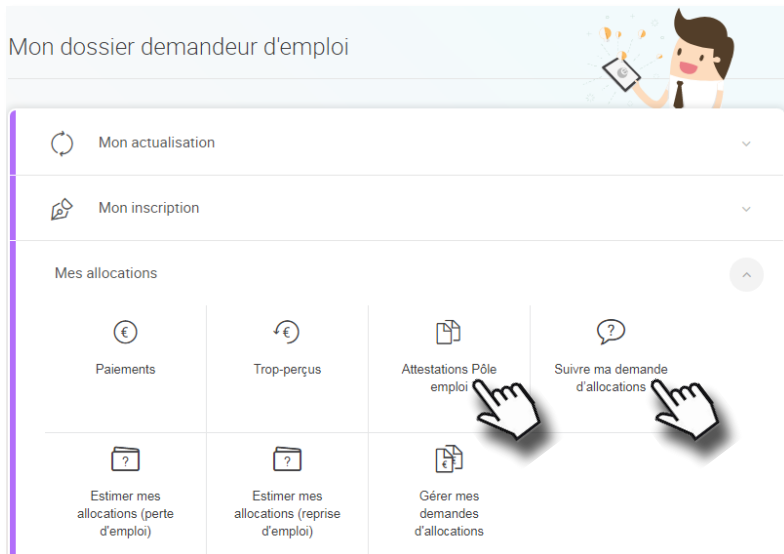 Mon dossier demandeur d'emploi
Mon actualisation
Mon inscription
Mes allocations
€
€
?
Paiements
Trop-perçus
Attestations Pôle
emploi
Suivre ma demande
d'allocations
?
?
€ €
Estimer mes
allocations (perte
d'emploi)
Estimer mes
allocations (reprise
d'emploi)
Gérer mes
demandes
d'allocations